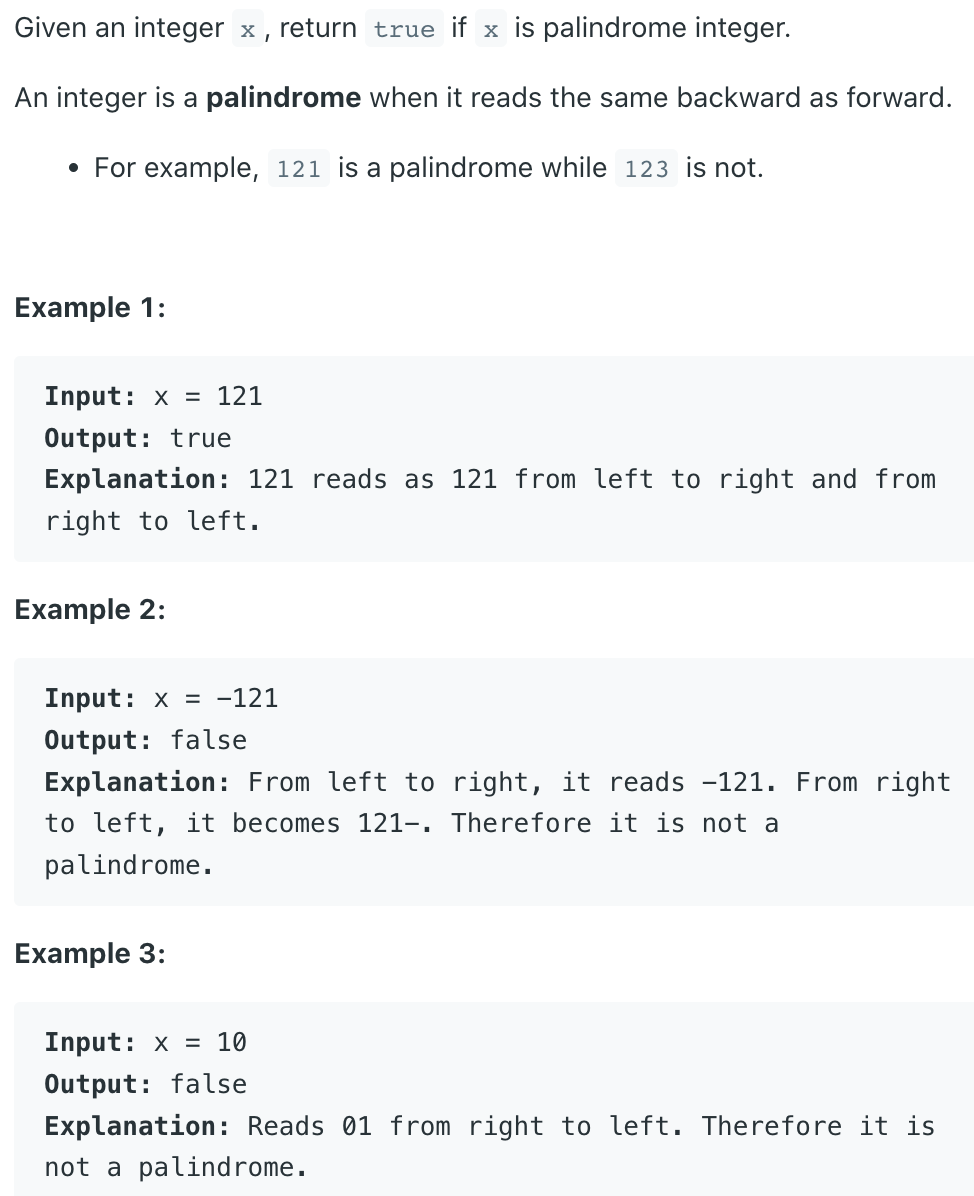 Given an integer x, return true if x is palindrome integer.
An integer is a palindrome when it reads the same backward as forward.
• For example, 121 is a palindrome while 123 is not.
Example 1:
Input: x = 121
Output: true
Explanation: 121 reads as 121 from left to right and from
right to left.
Example 2:
Input: x = −121
Output: false
Explanation: From left to right, it reads −121. From right
to left, it becomes 121−. Therefore it is not a
palindrome.
Example 3:
Input: x = 10
Output: false
Explanation: Reads 01 from right to left. Therefore it is
not a palindrome.